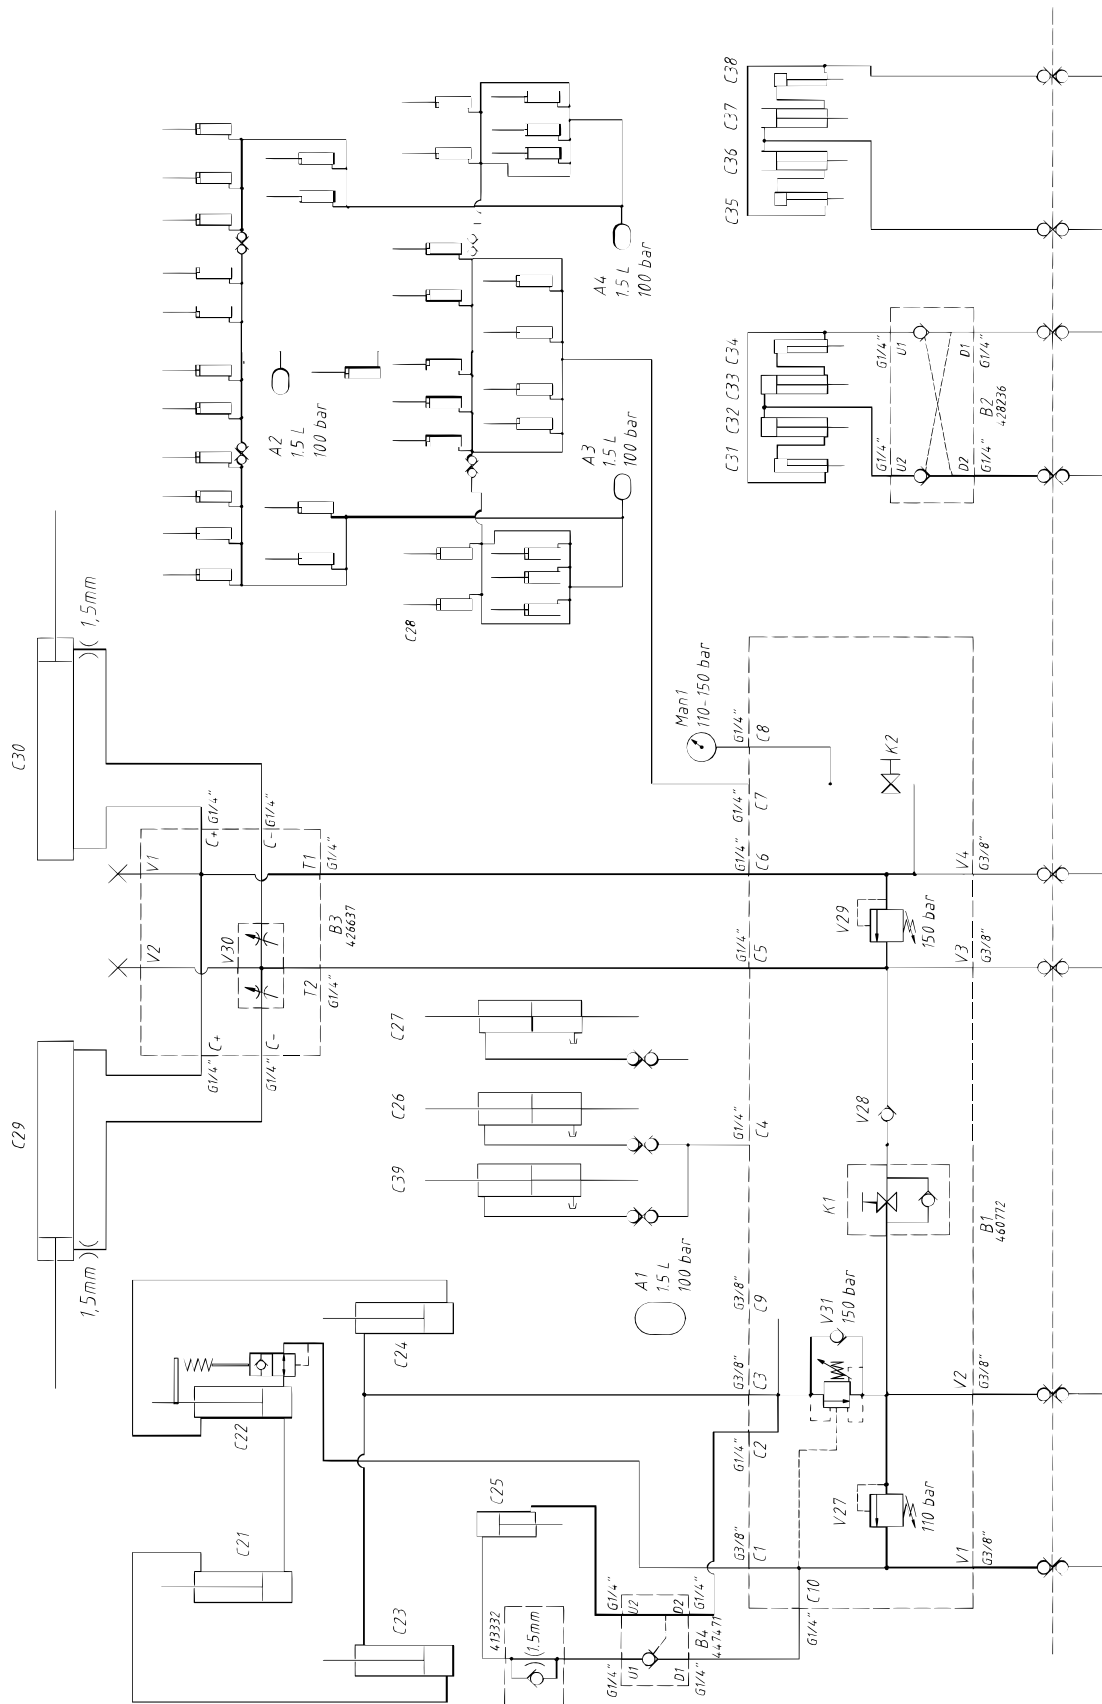 C38
C37
C36
C35
A4
1.5 L
100 bar
C34
C33
C32
C31
G1/4"
U1
D1
G1/4"
B2
428236
G1/4"
U2
D2
G1/4"
A2
1.5 L
100 bar
A3
1.5 L
100 bar
C28
1,5mm
C30
Man1
110-150 bar
G1/4"
C8
K2
G1/4"
C7
C+
G1/4"
C-
G1/4"
V1
T1
G1/4"
G1/4"
C6
V4
G3/8"
V29
150 bar
B3
426637
V30
V2
T2
G1/4"
G1/4"
C5
V3
G3/8"
C+
G1/4"
C-
G1/4"
C27
C26
C39
C29
G1/4"
C4
V28
K1
B1
460772
1,5mm
A1
1.5 L
100 bar
G3/8"
C9
V31
150 bar
C24
G3/8"
C3
V2
G3/8"
C22
G1/4"
C2
C25
V27
110 bar
C21
G3/8"
C1
V1
G3/8"
C10
G1/4"
G1/4"
U2
D2
G1/4"
B4
447471
413332
(1.5mm
C23
G1/4"
U1
D1
G1/4"